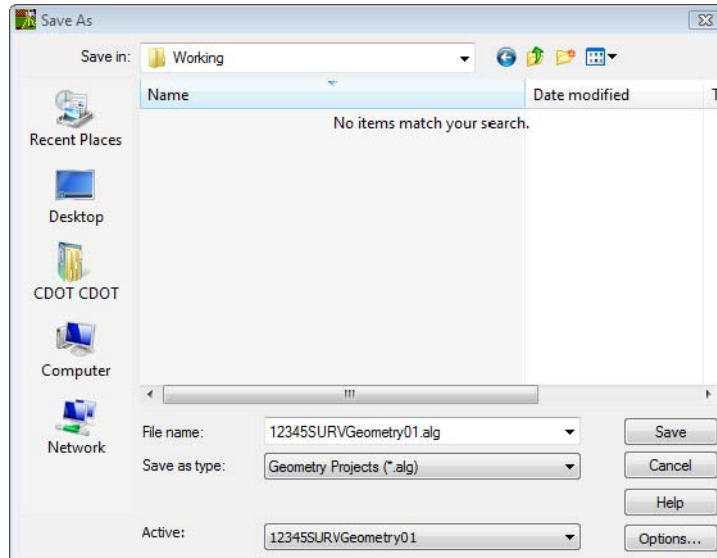 Save As
Save in:
Working
Name
Date modified
T
No items match your search.
Recent Places
Desktop
CDOT CDOT
Computer
Network
File name:
12345SURVGeometry01.alg
Save
Save as type:
Geometry Projects (*.alg)
Cancel
Help
Active:
12345SURVGeometry01
Options...